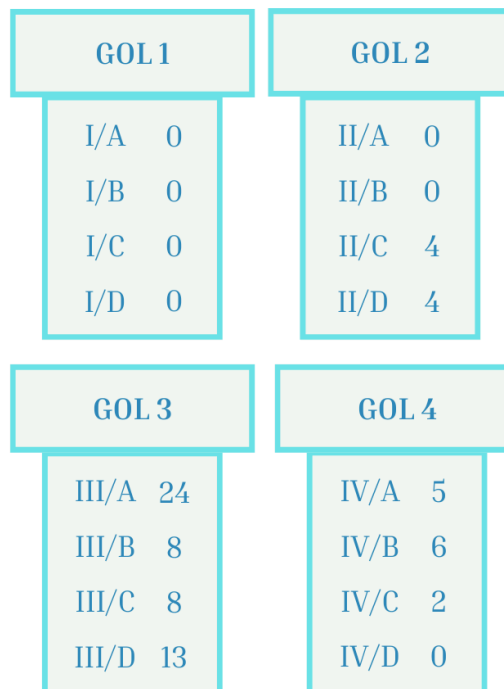 GOL 1
I/A 0
I/B 0
I/C 0
I/D 0
GOL 2
II/A 0
II/B 0
II/C 4
II/D 4
GOL 3
III/A 24
III/B 8
III/C 8
III/D 13
GOL 4
IV/A 5
IV/B 6
IV/C 2
IV/D 0